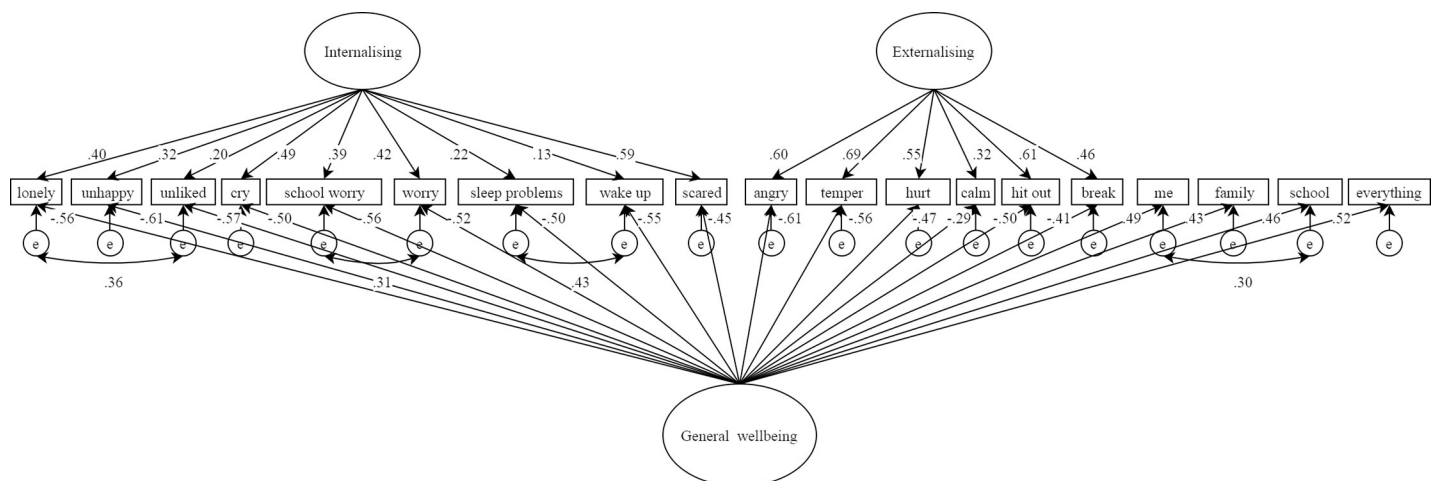 Internalising Externalising
.40 .32 .20 .49 .39 .42 .22 .13 .59 .60 .69 .55 .32 .61 .46
lonely unhappy unliked cry school worry worry sleep problems wake up scared angry temper hurt calm hit out break me family school everything
-.56 -.61 -.57 -.50 -.66 -.52 -.50 -.55 -.45 -.61 -.56 -.47 -.29 -.50 -.41 .49 .43 .46 .52
e e e e e e e e e e e e e e e e e e e
.36 .31 .43 .30
General wellbeing